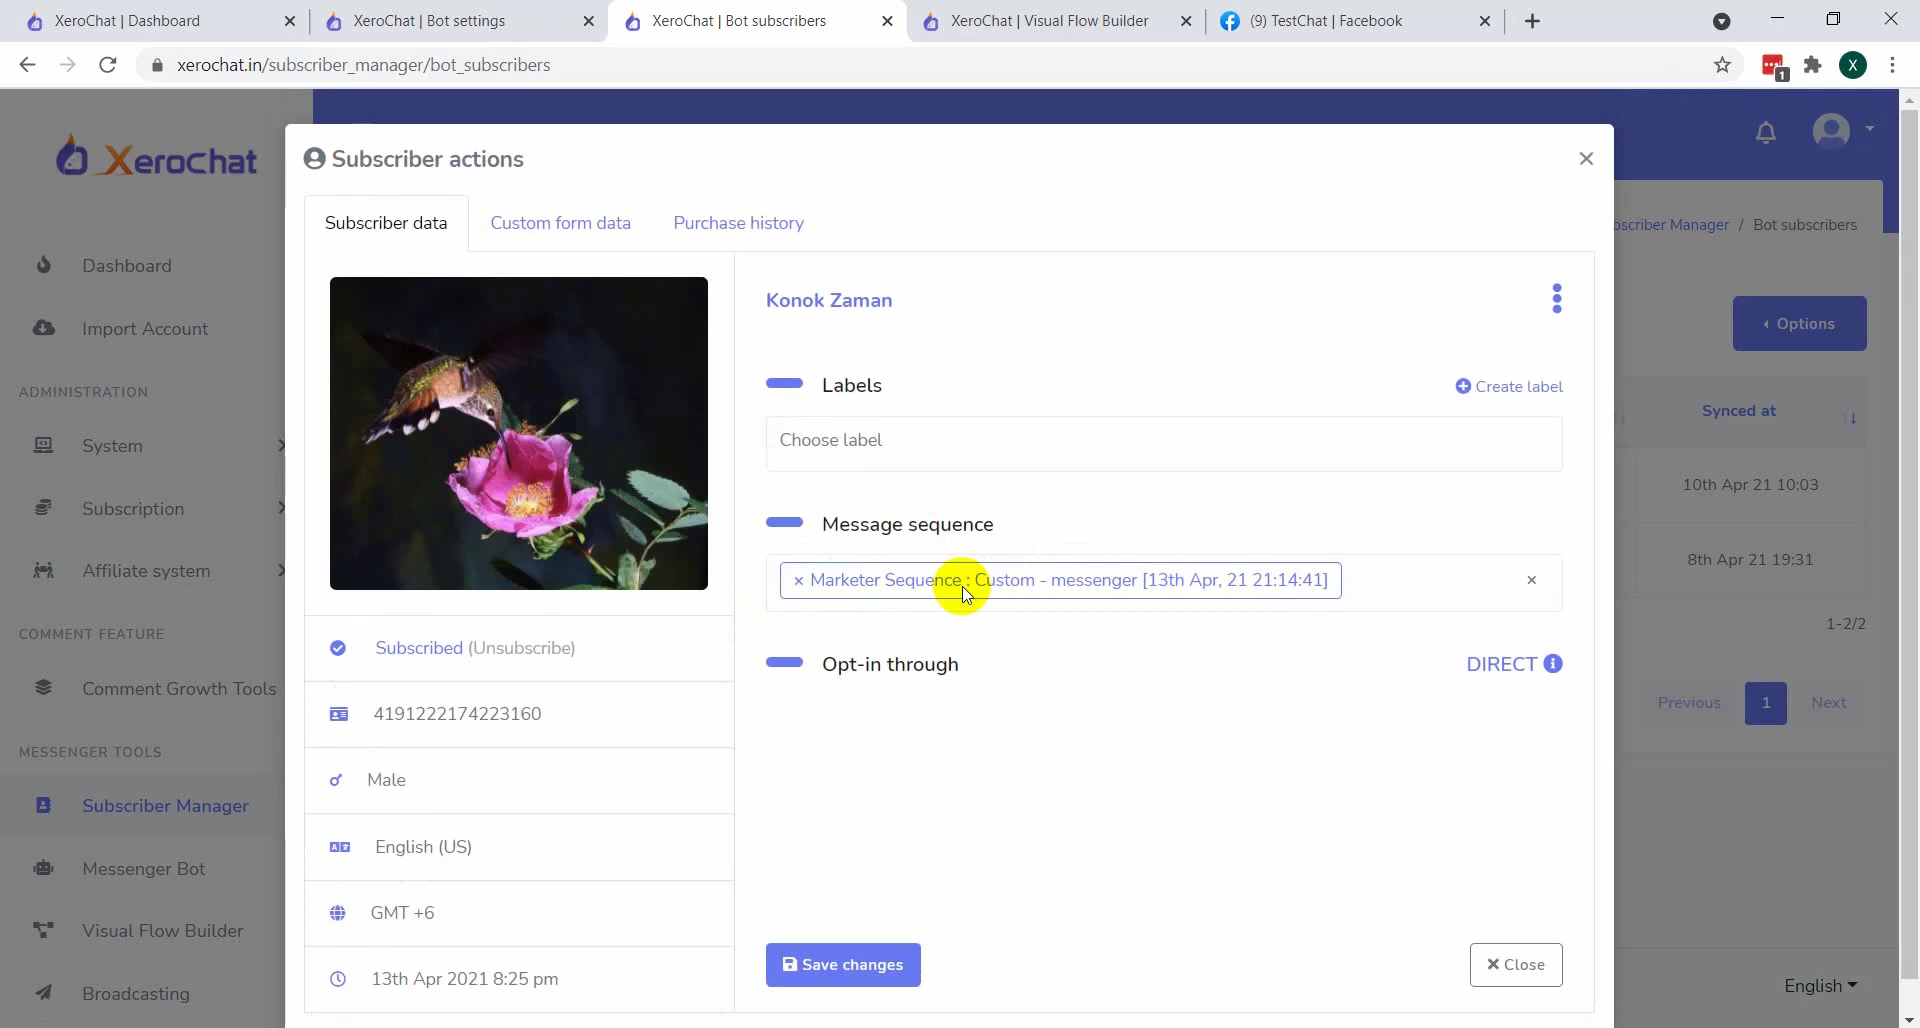 XeroChat | Dashboard
XeroChat | Bot settings
XeroChat | Bot subscribers
XeroChat | Visual Flow Builder
(9) TestChat | Facebook
xerochat.in/subscriber_manager/bot_subscribers
1
X
XeroChat
Dashboard
Import Account
ADMINISTRATION
System
Subscription
Affiliate system
COMMENT FEATURE
Comment Growth Tools
MESSENGER TOOLS
Subscriber Manager
Messenger Bot
Visual Flow Builder
Broadcasting
Subscriber actions
Subscriber data
Custom form data
Purchase history
Subscribed (Unsubscribe)
4191222174223160
Male
English (US)
GMT +6
13th Apr 2021 8:25 pm
Konok Zaman
Labels
Create label
Choose label
Message sequence
× Marketer Sequence : Custom - messenger [13th Apr, 21 21:14:41]
×
Opt-in through
DIRECT
Save changes
Close
bscriber Manager / Bot subscribers
Options
Synced at
10th Apr 21 10:03
8th Apr 21 19:31
1-2/2
Previous
1
Next
English